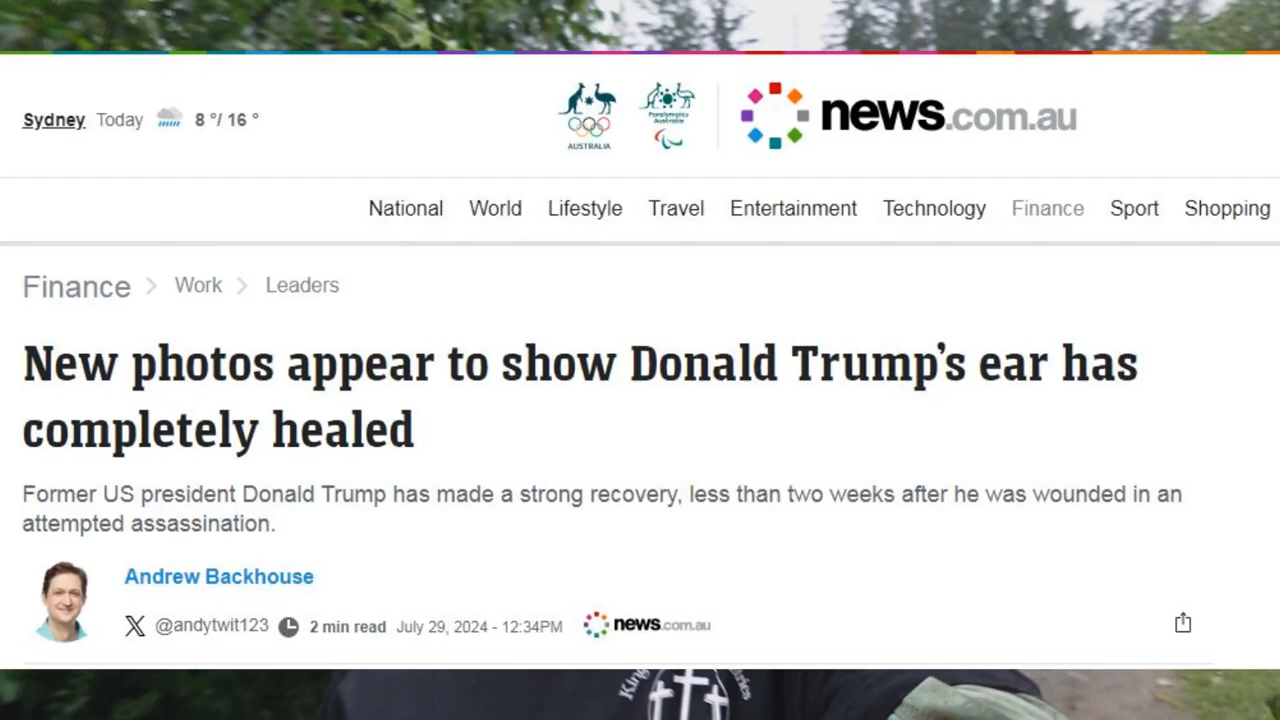 Sydney Today 8 °/ 16 °
AUSTRALIA
Paralympics
Australia
news.com.au
National World Lifestyle Travel Entertainment Technology Finance Sport Shopping
Finance Work Leaders
New photos appear to show Donald Trump's ear has
completely healed
Former US president Donald Trump has made a strong recovery, less than two weeks after he was wounded in an
attempted assassination.
Andrew Backhouse
X @andytwit123 2 min read July 29, 2024 - 12:34PM news.com.au
King